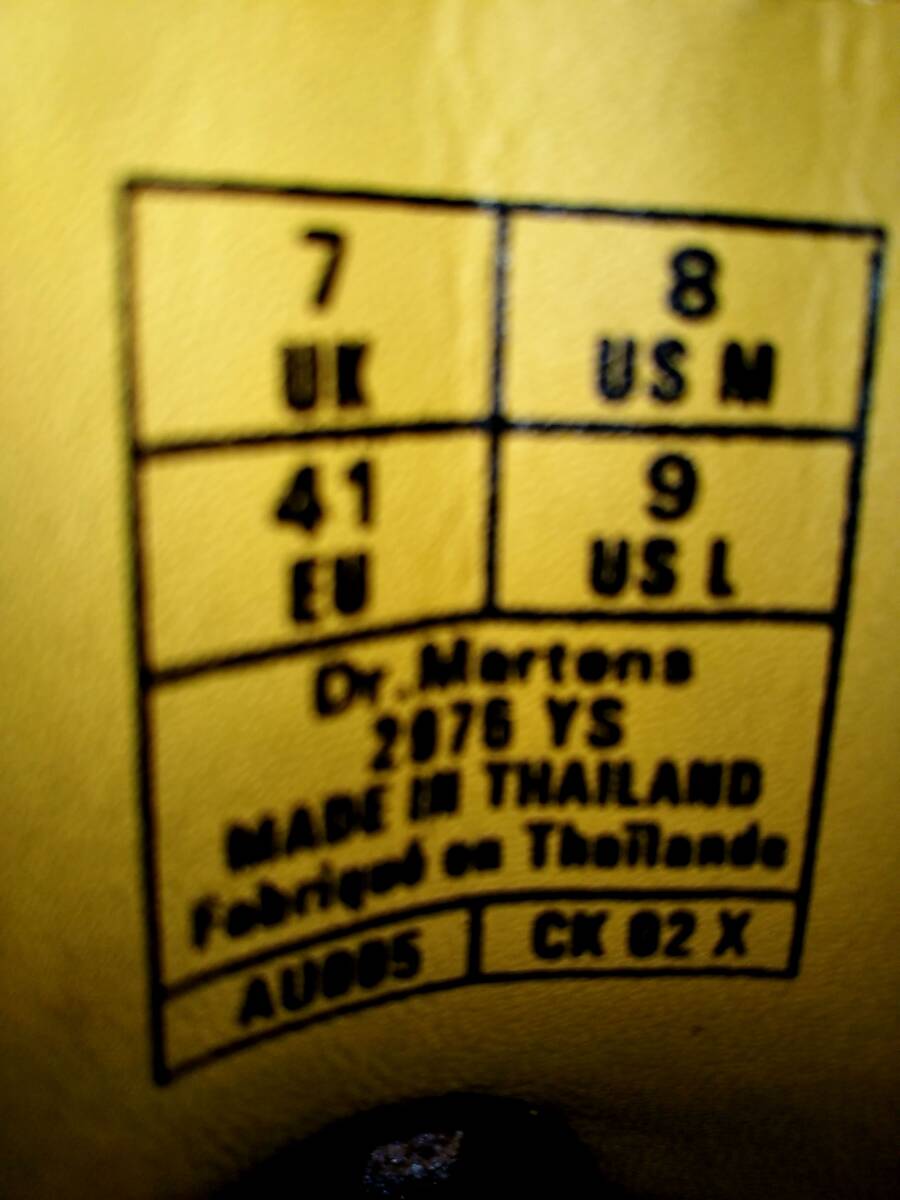 7
UK
8
US M
41
EU
9
US L
Dr.Martens
2976 YS
MADE IN THAILAND
Fabriqué en Thaïlande
AU005
CK 02 X